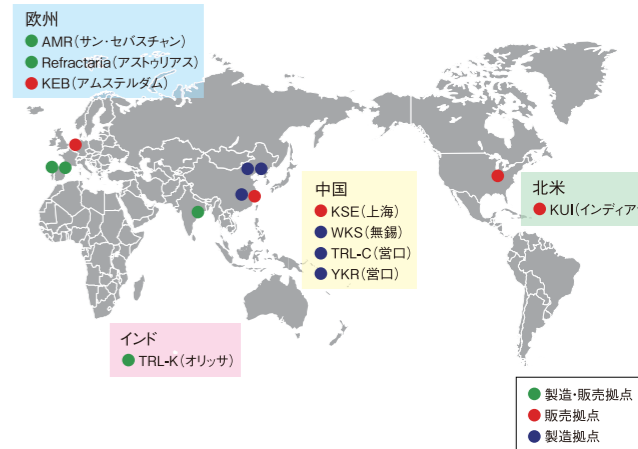 欧州
AMR(サン・セバスチャン)
Refractaria(アストゥリアス)
KEB(アムステルダム)
中国
KSE(上海)
WKS(無錫)
TRL-C(営口)
YKR(営口)
北米
KUI(インディア
インド
TRL-K(オリッサ)
製造・販売拠点
販売拠点
製造拠点